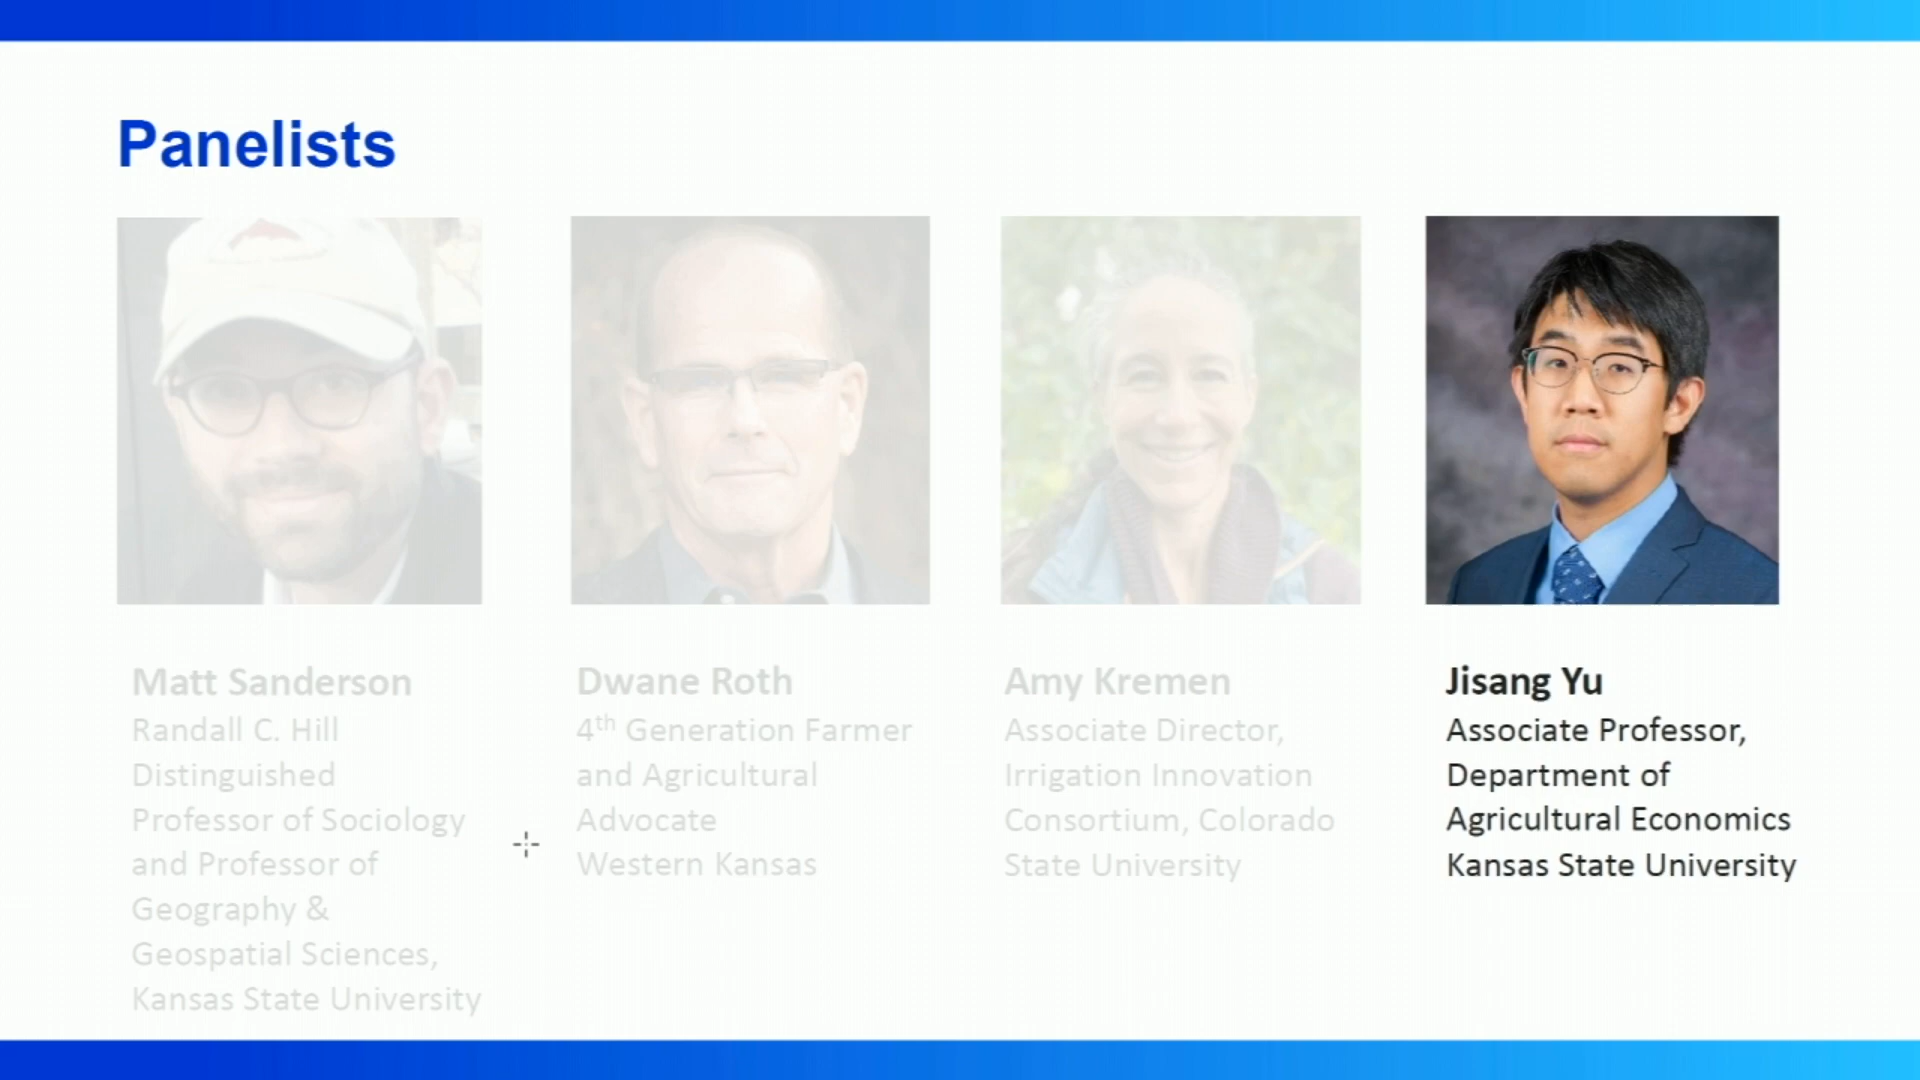 Panelists
Matt Sanderson
Randall C. Hill
Distinguished
Professor of Sociology
and Professor of
Geography &
Geospatial Sciences,
Kansas State University
Dwane Roth
4th Generation Farmer
and Agricultural
Advocate
Western Kansas
Amy Kremen
Associate Director,
Irrigation Innovation
Consortium, Colorado
State University
Jisang Yu
Associate Professor,
Department of
Agricultural Economics
Kansas State University